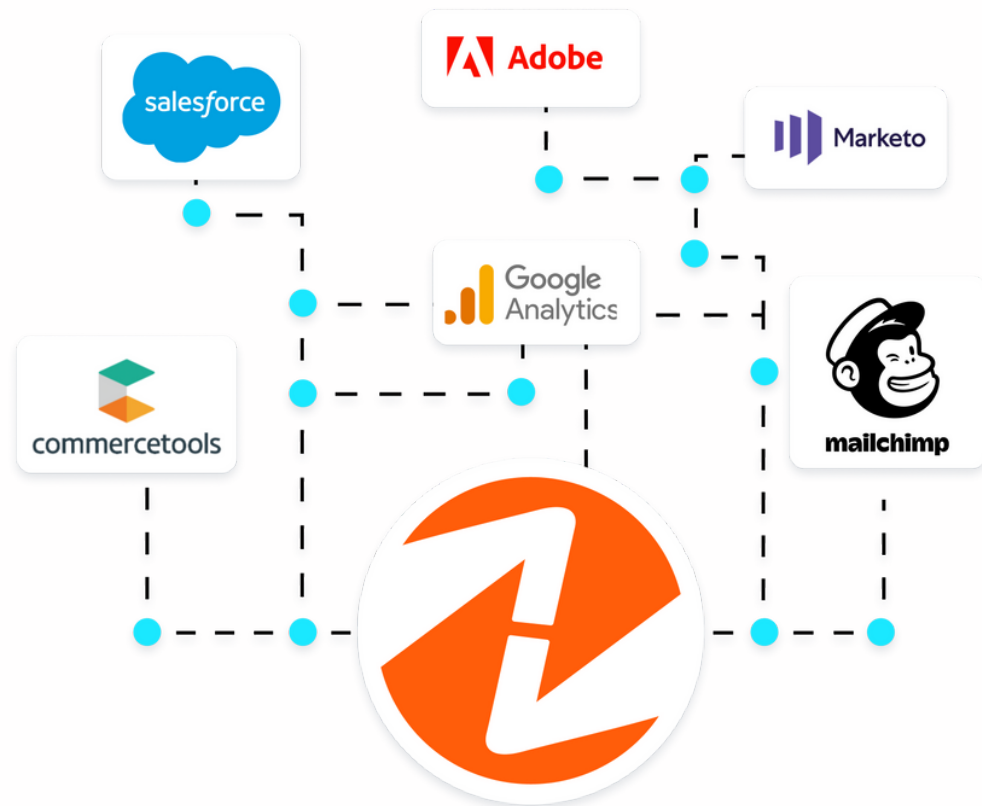 Adobe
salesforce
Marketo
Google
Analytics
commercetools
mailchimp